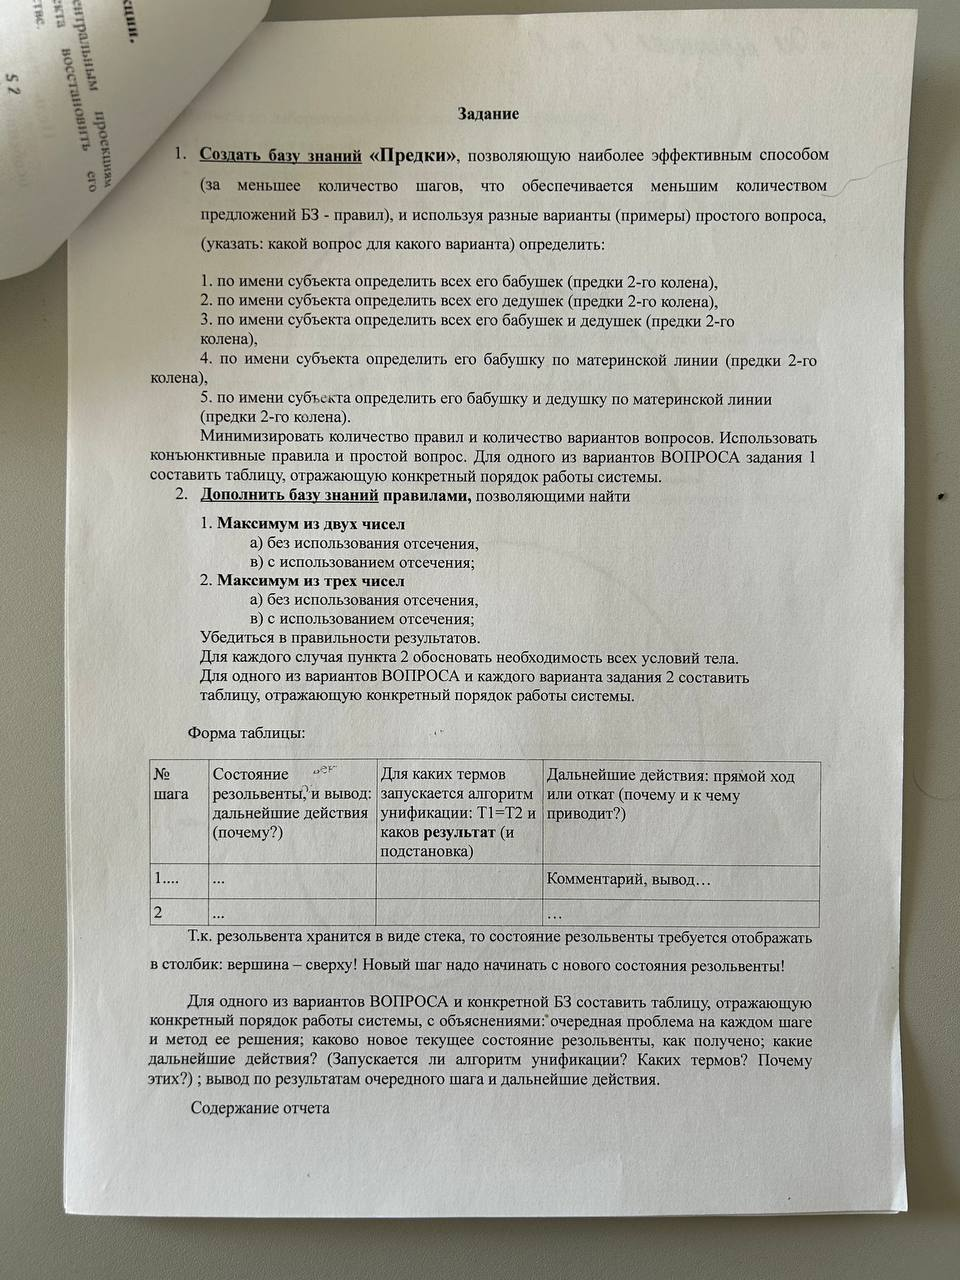 кции.
ентральным проекциям
екта восстановить его
тие.
§ 2
Задание
1. Создать базу знаний «Предки», позволяющую наиболее эффективным способом
(за меньшее количество шагов, что обеспечивается меньшим количеством
предложений БЗ - правил), и используя разные варианты (примеры) простого вопроса,
(указать: какой вопрос для какого варианта) определить:
1. по имени субъекта определить всех его бабушек (предки 2-го колена),
2. по имени субъекта определить всех его дедушек (предки 2-го колена),
3. по имени субъекта определить всех его бабушек и дедушек (предки 2-го
колена),
4. по имени субъекта определить его бабушку по материнской линии (предки 2-го
колена),
5. по имени субъекта определить его бабушку и дедушку по материнской линии
(предки 2-го колена).
Минимизировать количество правил и количество вариантов вопросов. Использовать
конъюнктивные правила и простой вопрос. Для одного из вариантов ВОПРОСА задания 1
составить таблицу, отражающую конкретный порядок работы системы.
2. Дополнить базу знаний правилами, позволяющими найти
1. Максимум из двух чисел
а) без использования отсечения,
в) с использованием отсечения;
2. Максимум из трех чисел
а) без использования отсечения,
в) с использованием отсечения;
Убедиться в правильности результатов.
Для каждого случая пункта 2 обосновать необходимость всех условий тела.
Для одного из вариантов ВОПРОСА и каждого варианта задания 2 составить
таблицу, отражающую конкретный порядок работы системы.
Форма таблицы:
№
шага
Состояние
резольвенты, и вывод:
дальнейшие действия
(почему?)
Для каких термов
запускается алгоритм
унификации: Т1=Т2 и
каков результат (и
подстановка)
Дальнейшие действия: прямой ход
или откат (почему и к чему
приводит?)
1.... ... Комментарий, вывод…
2 ... …
Т.к. резольвента хранится в виде стека, то состояние резольвенты требуется отображать
в столбик: вершина – сверху! Новый шаг надо начинать с нового состояния резольвенты!
Для одного из вариантов ВОПРОСА и конкретной БЗ составить таблицу, отражающую
конкретный порядок работы системы, с объяснениями: очередная проблема на каждом шаге
и метод ее решения; каково новое текущее состояние резольвенты, как получено; какие
дальнейшие действия? (Запускается ли алгоритм унификации? Каких термов? Почему
этих?) ; вывод по результатам очередного шага и дальнейшие действия.
Содержание отчета